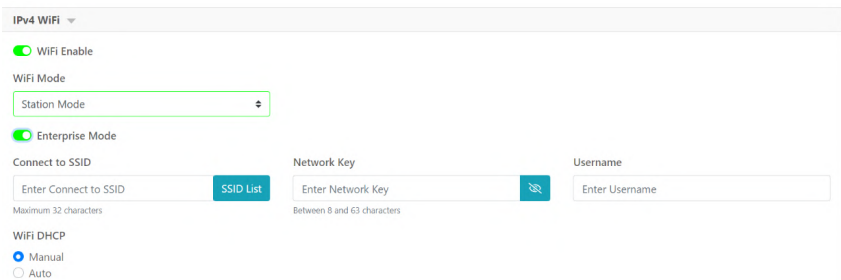 IPv4 WiFi
WiFi Enable
WiFi Mode
Station Mode
Enterprise Mode
Connect to SSID Network Key Username
Enter Connect to SSID SSID List Enter Network Key Enter Username
Maximum 32 characters Between 8 and 63 characters
WiFi DHCP
Manual
Auto